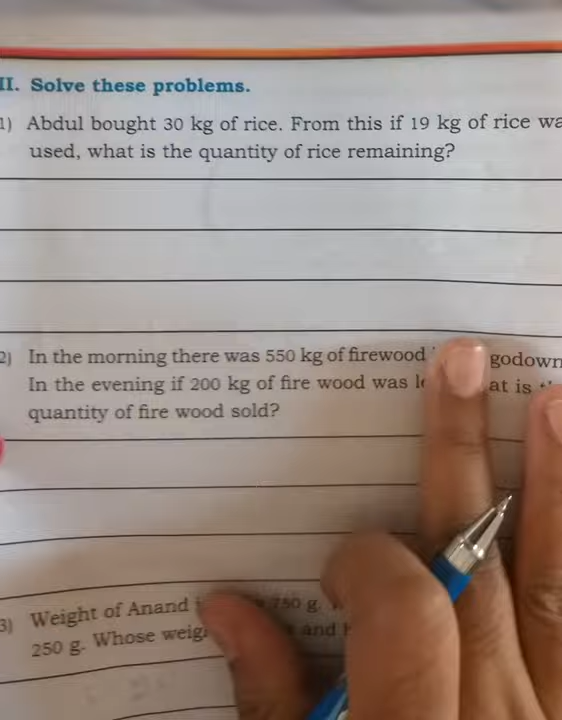 II. Solve these problems.
1) Abdul bought 30 kg of rice. From this if 19 kg of rice
used, what is the quantity of rice remaining?
2) In the morning there was 550 kg of firewood godown
In the evening if 200 kg of fire wood was at is
quantity of fire wood sold?
3) Weight of Anand 750 g.
250 g. Whose and